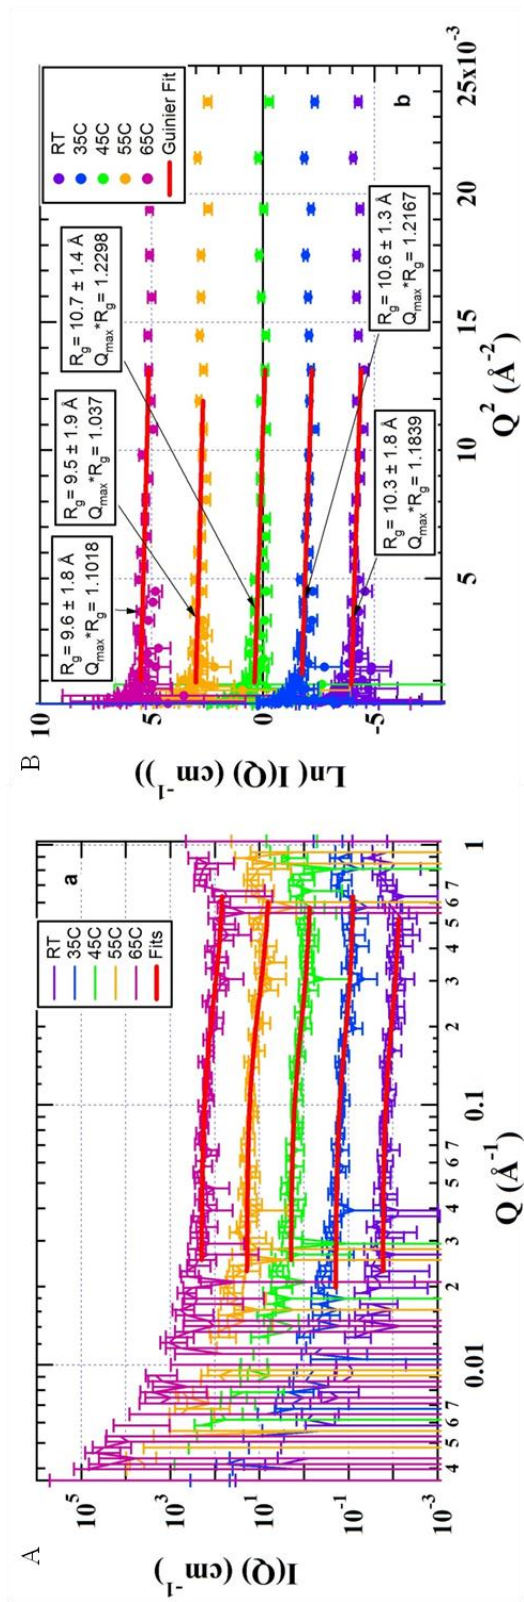 A
a
RT
35C
45C
55C
65C
Fits
10⁵
10³
10¹
10⁻¹
10⁻³
I(Q) (cm⁻¹)
4 5 6 7 0.01 2 3 4 5 6 7 0.1 2 3 4 5 6 7 1
Q (Å⁻¹)
B
b
RT
35C
45C
55C
65C
Guinier Fit
Rg = 9.6 ± 1.8 Å
Qmax*Rg = 1.1018
Rg = 9.5 ± 1.9 Å
Qmax*Rg = 1.037
Rg = 10.7 ± 1.4 Å
Qmax*Rg = 1.2298
Rg = 10.3 ± 1.8 Å
Qmax*Rg = 1.1839
Rg = 10.6 ± 1.3 Å
Qmax*Rg = 1.2167
10
5
0
-5
Ln( I(Q) (cm⁻¹))
5 10 15 20 25x10⁻³
Q² (Å⁻²)